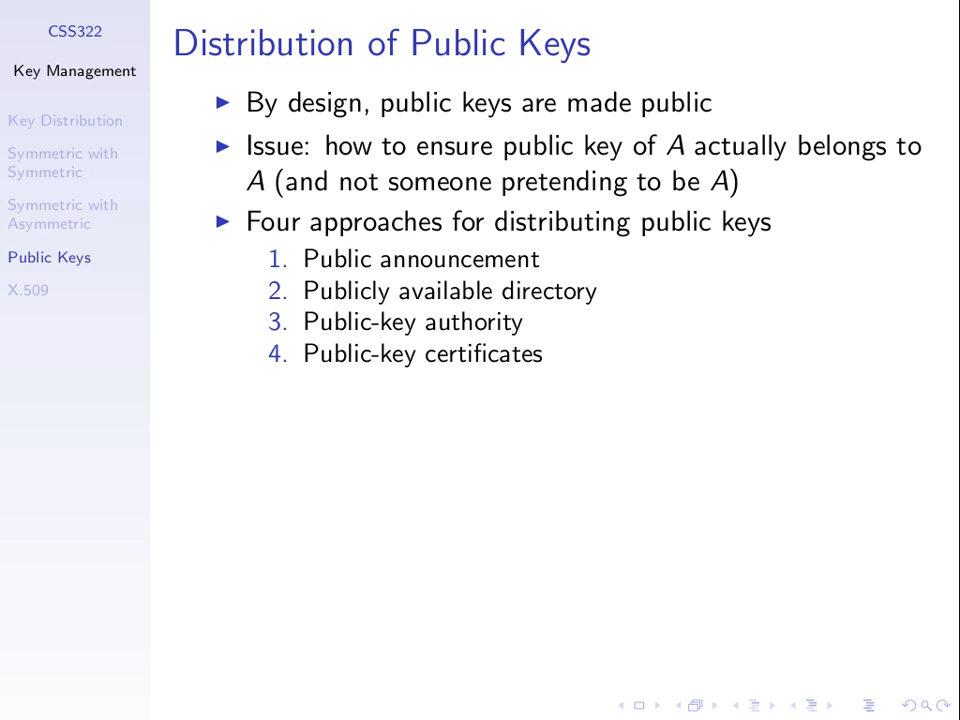 CSS322
Key Management
Key Distribution
Symmetric with
Symmetric
Symmetric with
Asymmetric
Public Keys
X.509
Distribution of Public Keys
▶ By design, public keys are made public
▶ Issue: how to ensure public key of A actually belongs to
A (and not someone pretending to be A)
▶ Four approaches for distributing public keys
1. Public announcement
2. Publicly available directory
3. Public-key authority
4. Public-key certificates